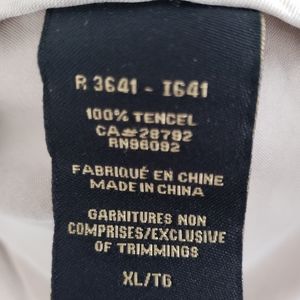 R 3641 - I641
100% TENCEL
CA#28792
RN96092
FABRIQUÉ EN CHINE
MADE IN CHINA
GARNITURES NON
COMPRISES/EXCLUSIVE
OF TRIMMINGS
XL/TG